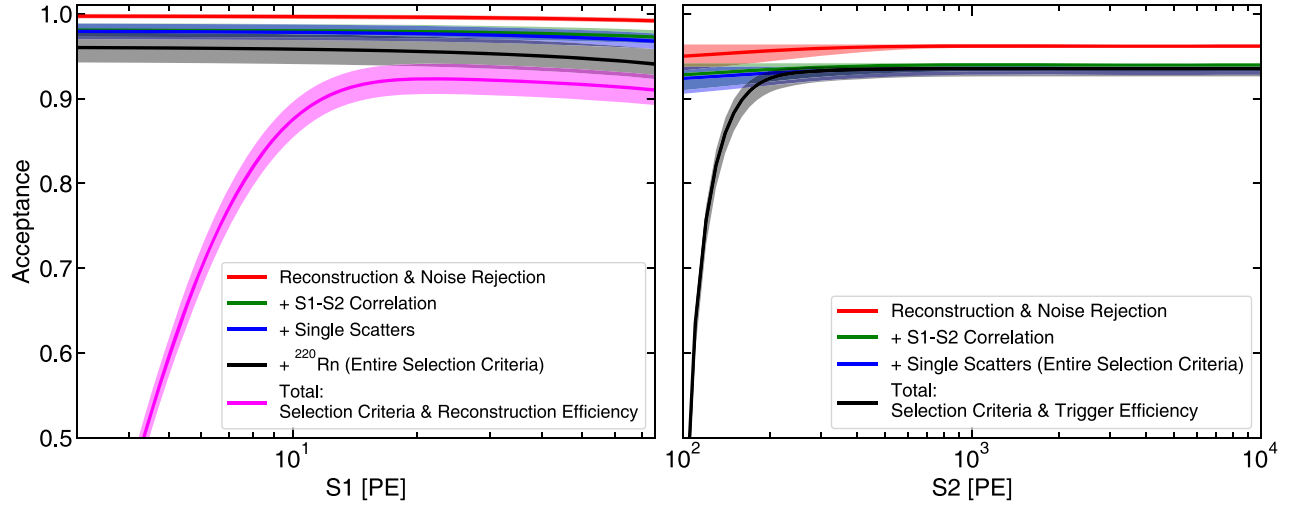 Acceptance
1.0
0.9
0.8
0.7
0.6
0.5
Reconstruction & Noise Rejection
+ S1-S2 Correlation
+ Single Scatters
+ ²²⁰Rn (Entire Selection Criteria)
Total:
Selection Criteria & Reconstruction Efficiency
10¹
S1 [PE]
Reconstruction & Noise Rejection
+ S1-S2 Correlation
+ Single Scatters (Entire Selection Criteria)
Total:
Selection Criteria & Trigger Efficiency
10² 10³ 10⁴
S2 [PE]